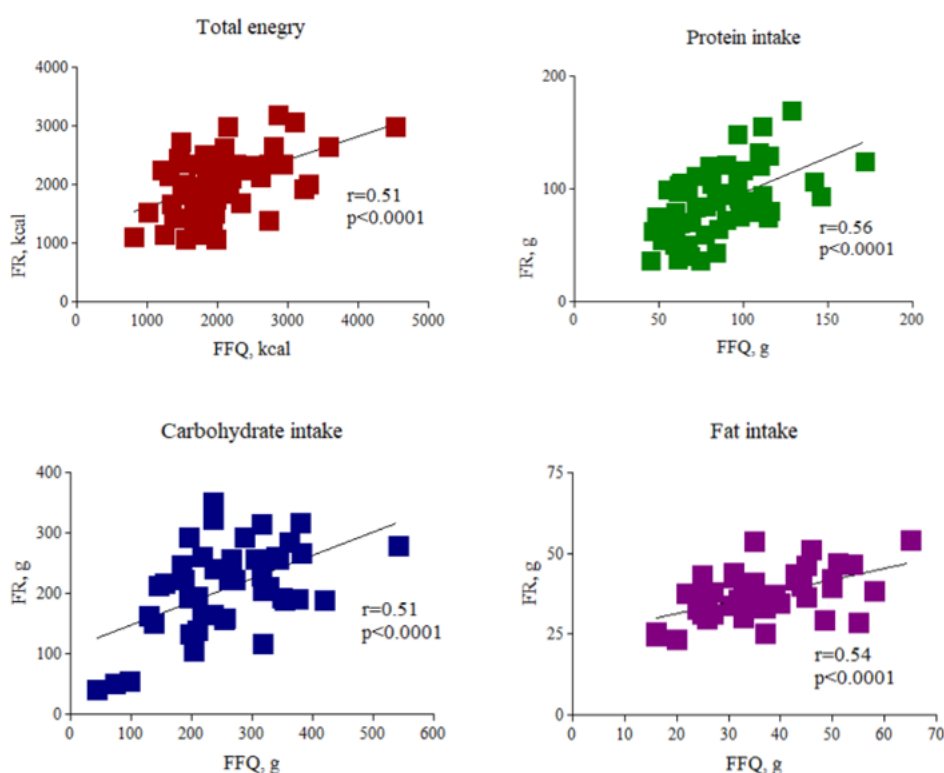 Total enegry
4000
3000
2000
1000
0
FR, kcal
0 1000 2000 3000 4000 5000
FFQ, kcal
r=0.51
p<0.0001
Protein intake
200
100
0
FR, g
0 50 100 150 200
FFQ, g
r=0.56
p<0.0001
Carbohydrate intake
400
300
200
100
0
FR, g
0 100 200 300 400 500 600
FFQ, g
r=0.51
p<0.0001
Fat intake
75
50
25
0
FR, g
0 10 20 30 40 50 60 70
FFQ, g
r=0.54
p<0.0001